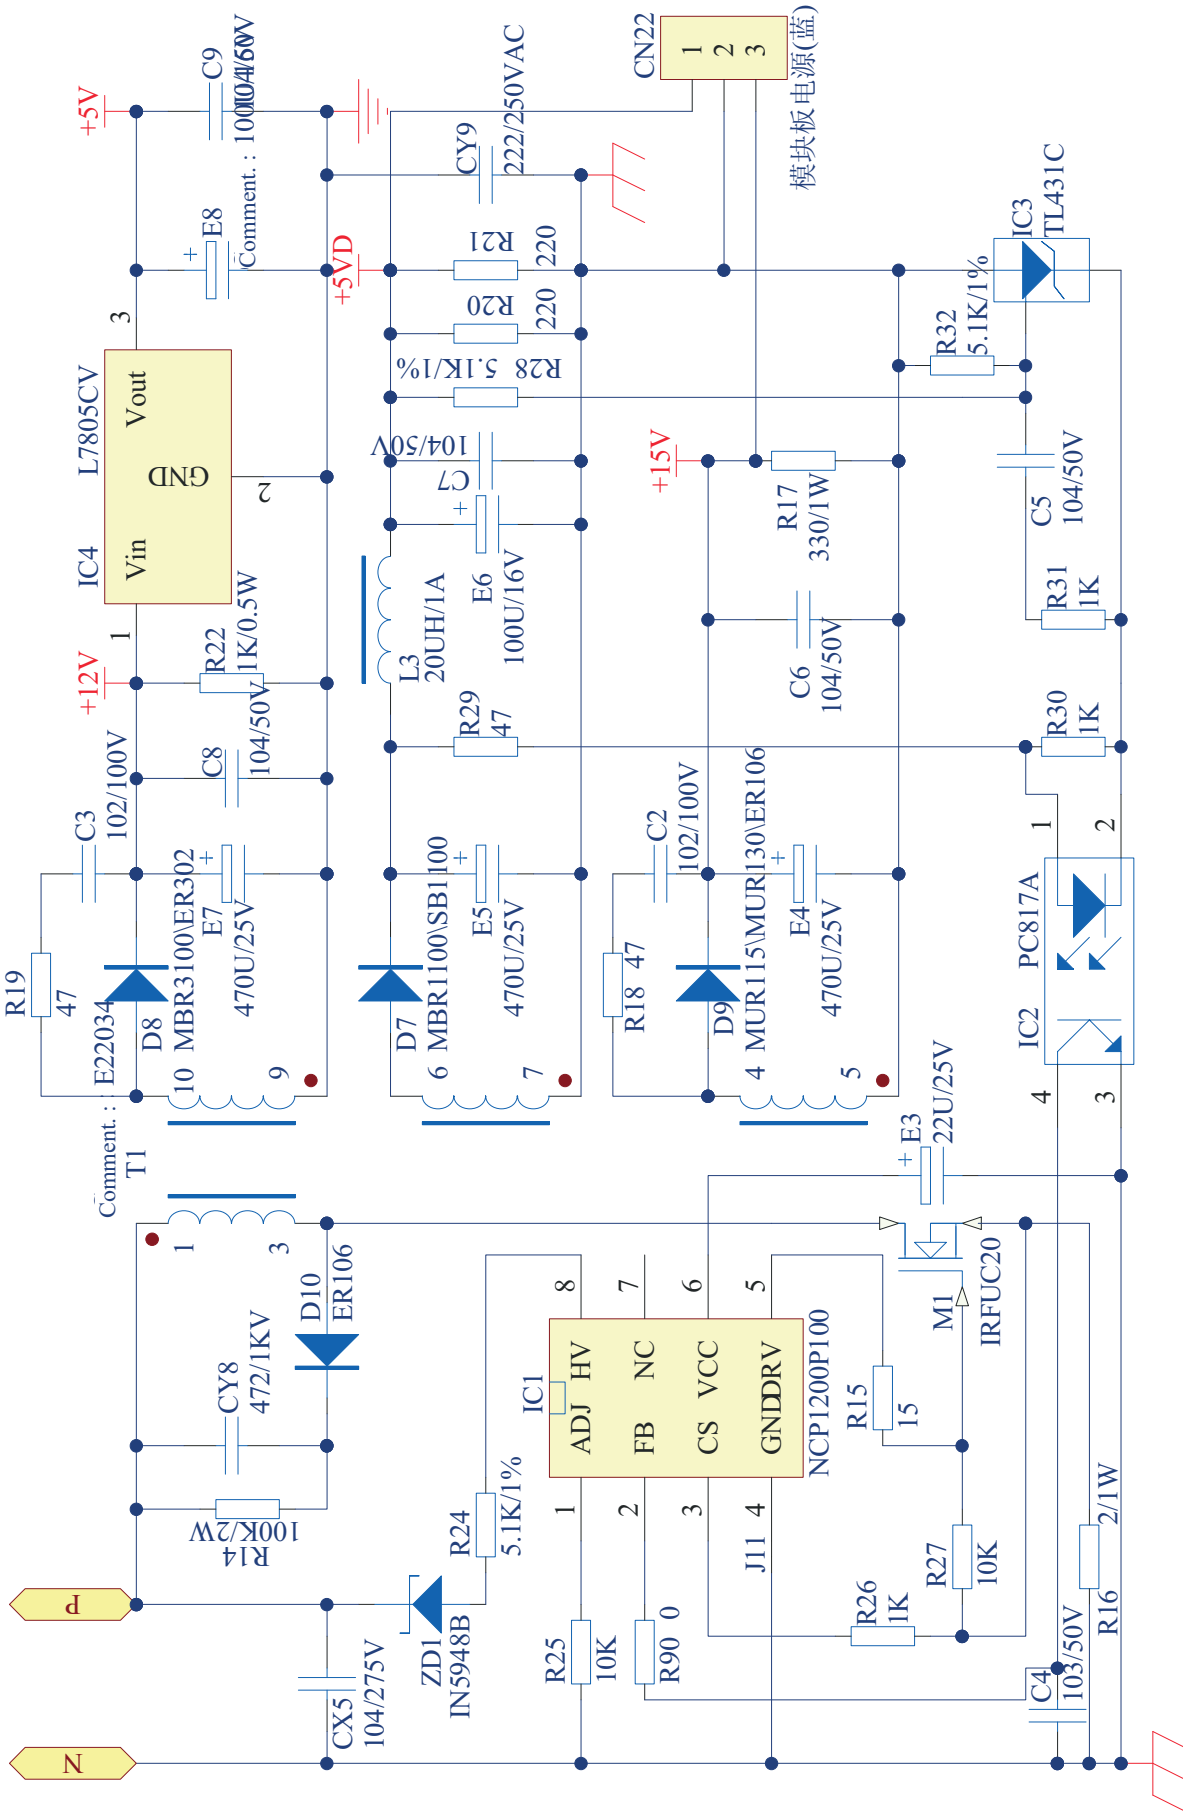 N
P
CX5
104/275V
R14
100K/2W
CY8
472/1KV
D10
ER106
1
3
T1
Comment. : E22034
R19
47
C3
102/100V
D8
MBR3100\ER302
10
9
E7
470U/25V
C8
104/50V
R22
1K/0.5W
+12V
1
IC4
L7805CV
Vin
Vout
GND
2
3
+5V
E8
Comment. :
C9
104/50V
100U/16V
ZD1
IN5948B
R24
5.1K/1%
D7
MBR1100\SB1100
6
7
E5
470U/25V
R29
47
L3
20UH/1A
E6
100U/16V
C7
104/50V
R28 5.1K/1%
R20
220
R21
220
+5VD
CY9
222/250VAC
CN22
1
2
3
模块板电源(蓝)
R25
10K
R90 0
IC1
ADJ HV
FB NC
CS VCC
GND DRV
1
2
3
4
8
7
6
5
J11
NCP1200P100
R15
15
R26
1K
R27
10K
M1
IRFUC20
R18 47
C2
102/100V
D9
MUR115\MUR130\ER106
4
5
E4
470U/25V
C6
104/50V
+15V
R17
330/1W
E3
22U/25V
R16
2/1W
C4
103/50V
IC2
PC817A
4
3
1
2
R30
1K
R31
1K
C5
104/50V
R32
5.1K/1%
IC3
TL431C